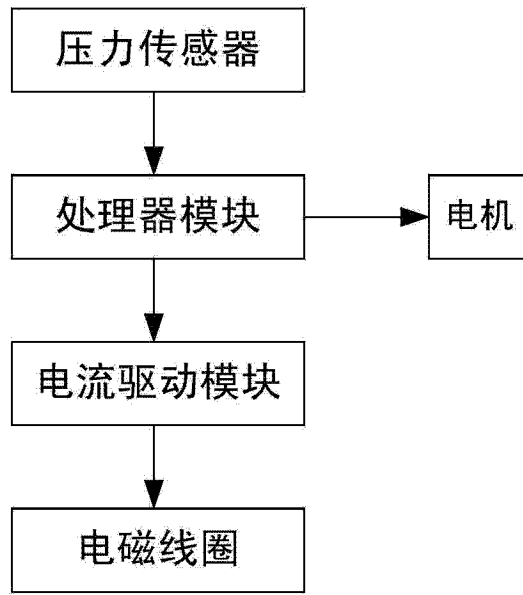 压力传感器
处理器模块
电机
电流驱动模块
电磁线圈